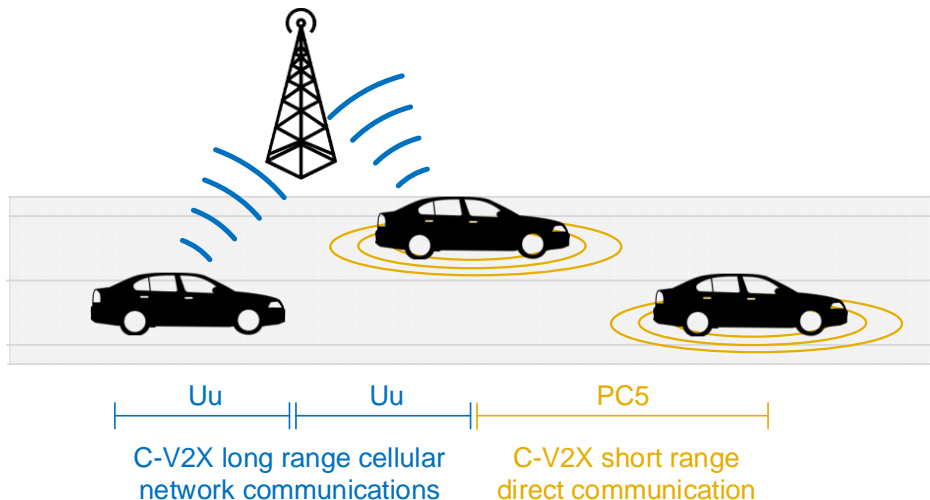 Uu
Uu
PC5
C-V2X long range cellular
network communications
C-V2X short range
direct communication